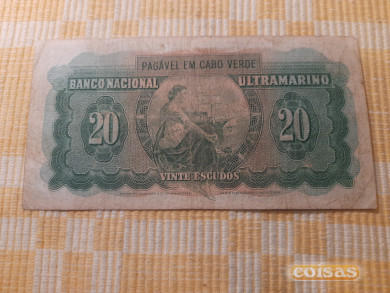 PAGÁVEL EM CABO VERDE
BANCO NACIONAL ULTRAMARINO
20 20
VINTE ESCUDOS
coisas